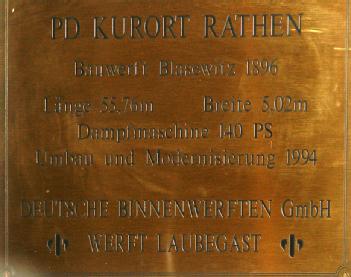 PD KURORT RATHEN
Bauwerft Blasewitz 1896
Länge 55,76m Breite 5,02m
Dampfmaschine 140 PS
Umbau und Modernisierung 1994
DEUTSCHE BINNENWERFTEN GmbH
WERFT LAUBEGAST